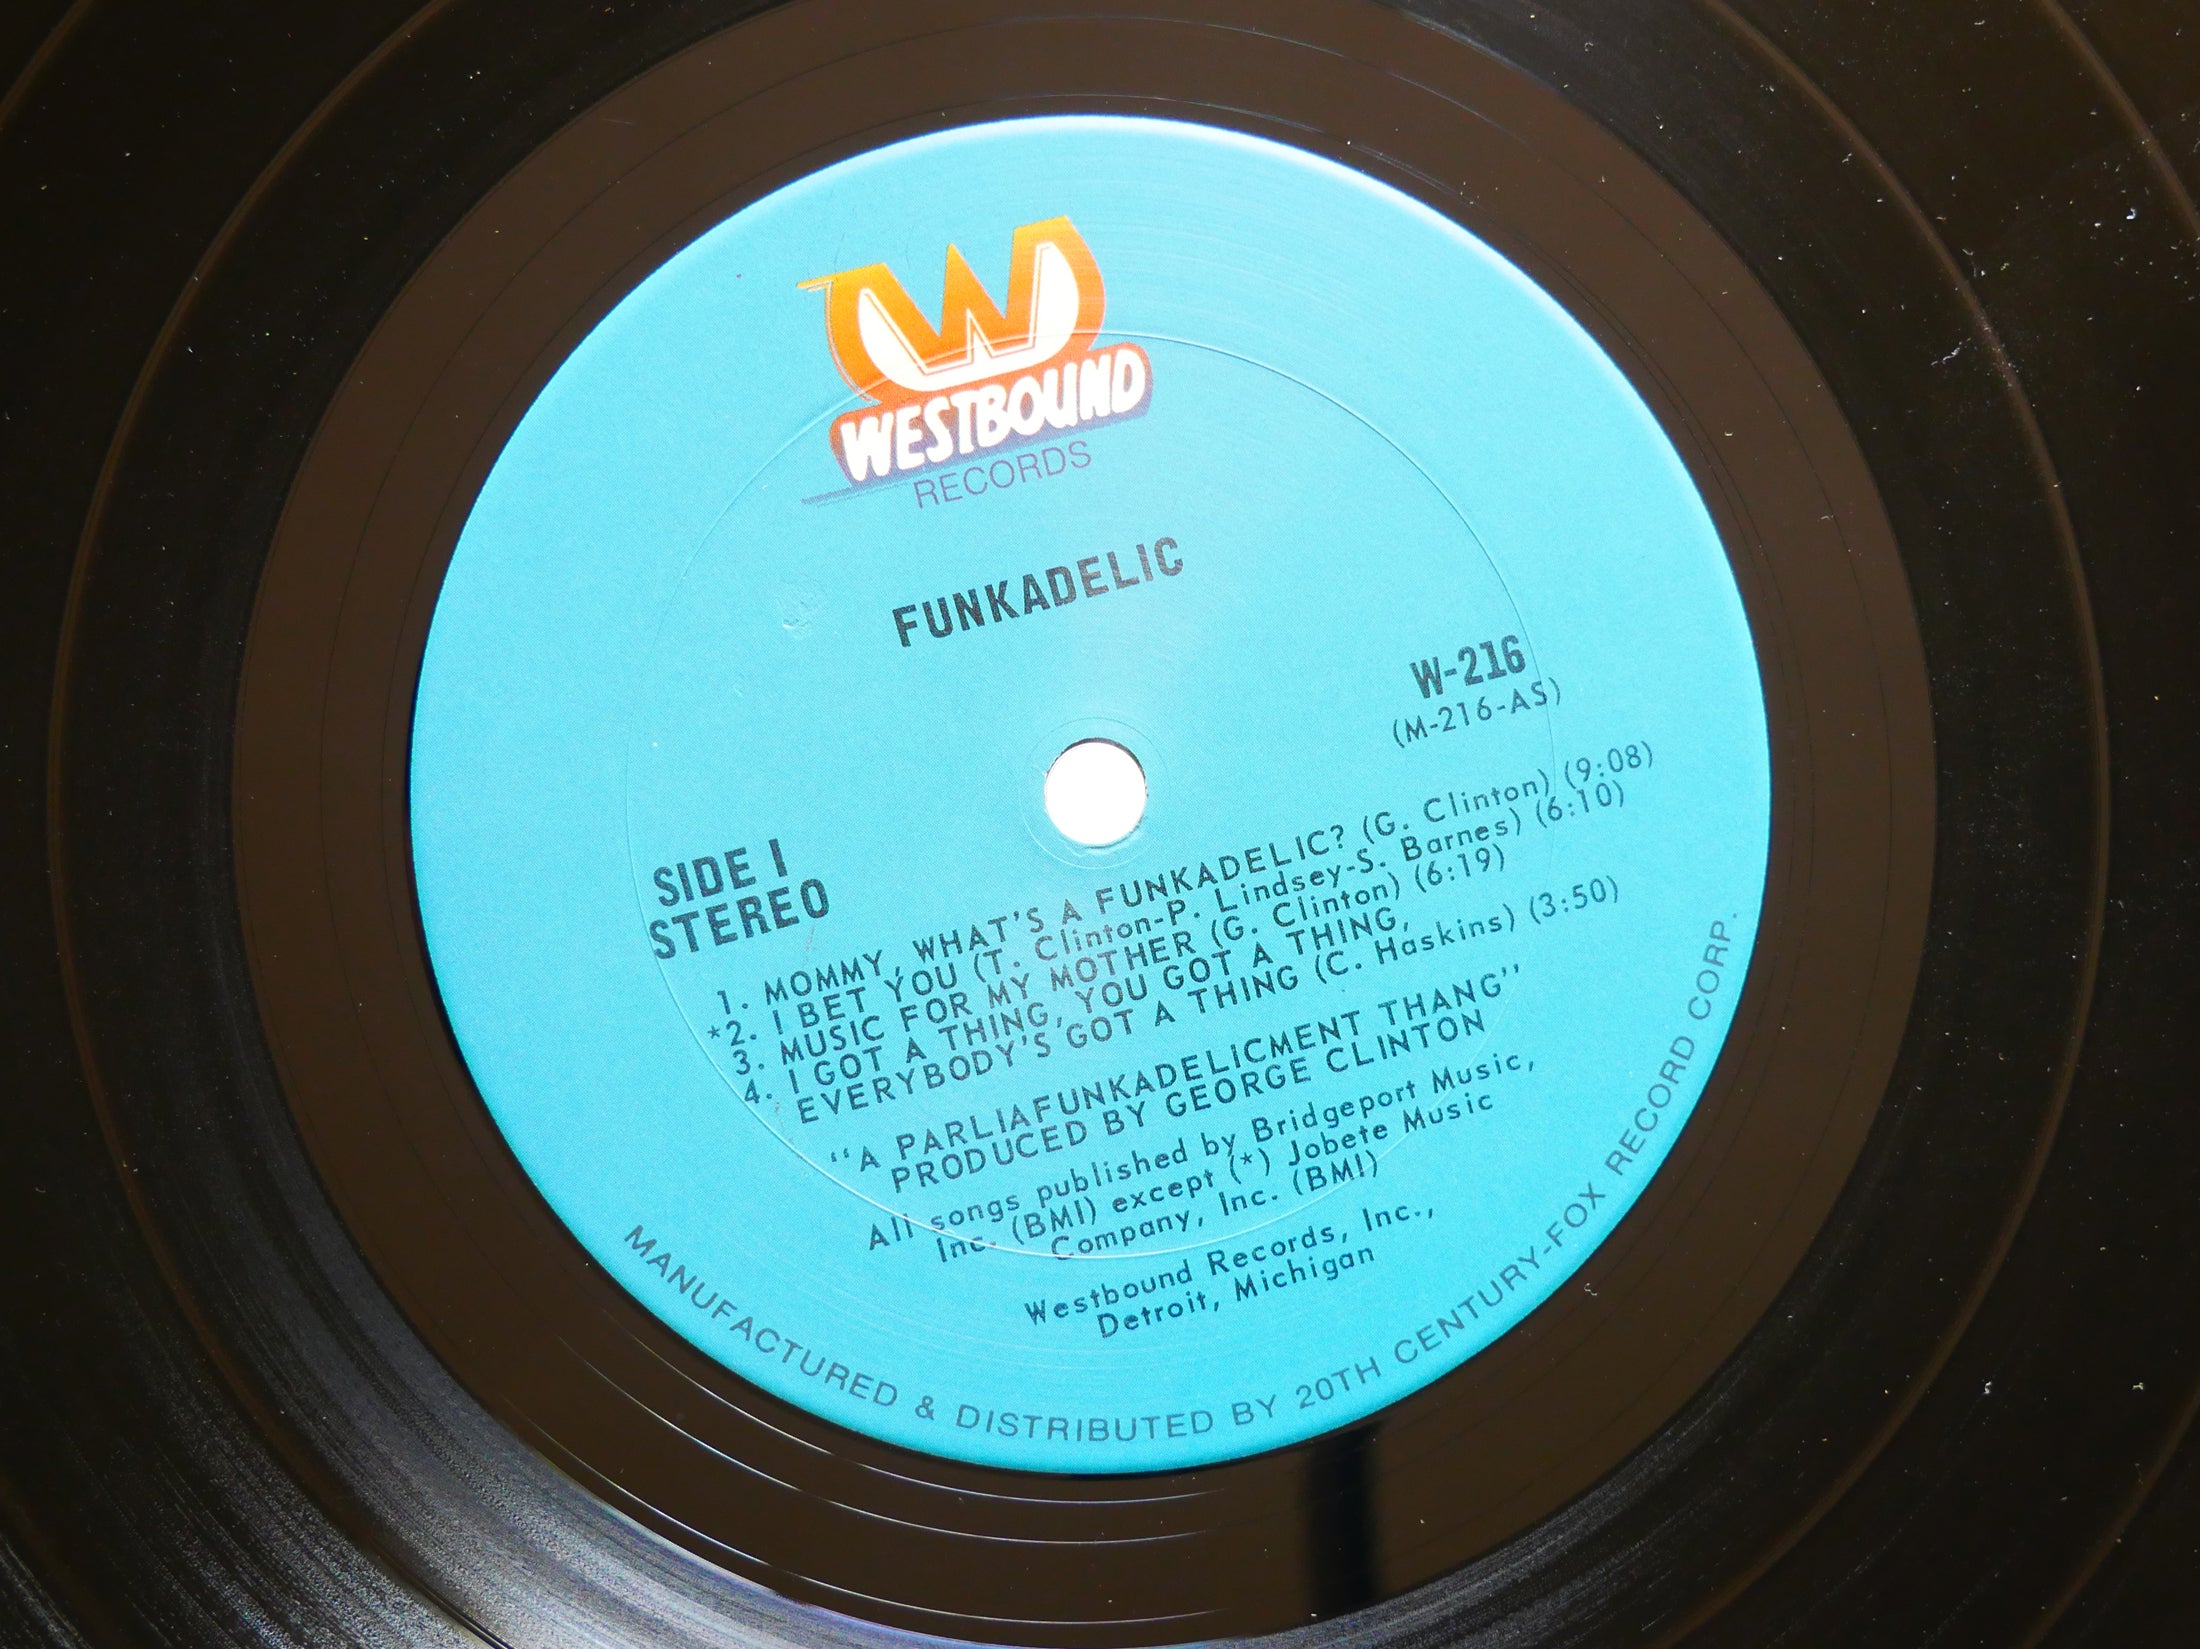 W
WESTBOUND
RECORDS
FUNKADELIC
W-216
(M-216-AS)
SIDE 1
STEREO
1. MOMMY, WHAT'S A FUNKADELIC? (G. Clinton) (9:08)
*2. I BET YOU (T. Clinton-P. Lindsey-S. Barnes) (6:10)
3. MUSIC FOR MY MOTHER (G. Clinton) (6:19)
4. I GOT A THING, YOU GOT A THING,
EVERYBODY'S GOT A THING (C. Haskins) (3:50)
"A PARLIAFUNKADELICMENT THANG"
PRODUCED BY GEORGE CLINTON
All songs published by Bridgeport Music,
Inc. (BMI) except (*) Jobete Music
Company, Inc. (BMI)
Westbound Records, Inc.,
Detroit, Michigan
MANUFACTURED & DISTRIBUTED BY 20TH CENTURY-FOX RECORD CORP.